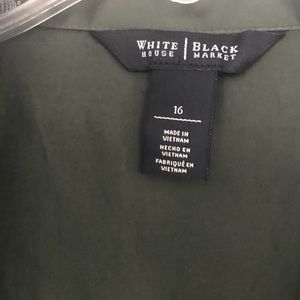 WHITE HOUSE | BLACK MARKET
16
MADE IN
VIETNAM
HECHO EN
VIETNAM
FABRIQUÉ EN
VIETNAM